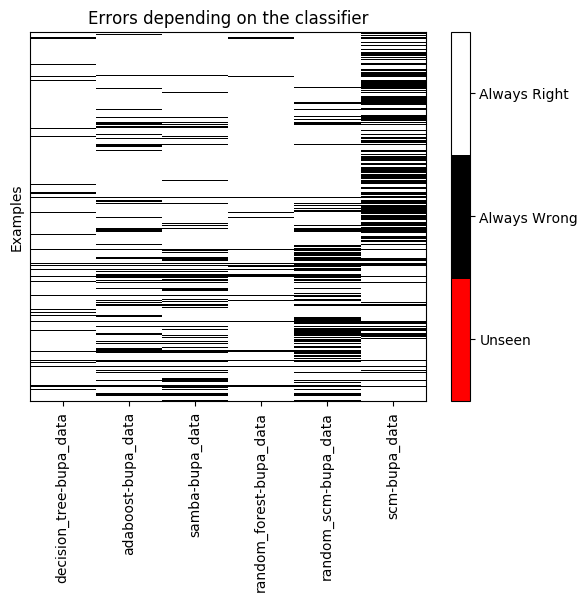 Errors depending on the classifier
Examples
Always Right
Always Wrong
Unseen
decision_tree-bupa_data
adaboost-bupa_data
samba-bupa_data
random_forest-bupa_data
random_scm-bupa_data
scm-bupa_data